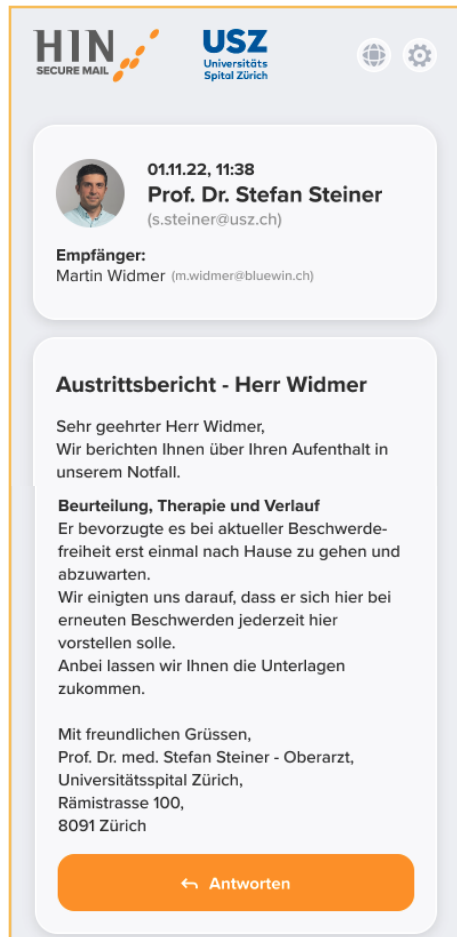 HIN
SECURE MAIL
USZ
Universitäts
Spital Zürich
01.11.22, 11:38
Prof. Dr. Stefan Steiner
(s.steiner@usz.ch)
Empfänger:
Martin Widmer (m.widmer@bluewin.ch)
Austrittsbericht - Herr Widmer
Sehr geehrter Herr Widmer,
Wir berichten Ihnen über Ihren Aufenthalt in
unserem Notfall.
Beurteilung, Therapie und Verlauf
Er bevorzugte es bei aktueller Beschwerde-
freiheit erst einmal nach Hause zu gehen und
abzuwarten.
Wir einigten uns darauf, dass er sich hier bei
erneuten Beschwerden jederzeit hier
vorstellen solle.
Anbei lassen wir Ihnen die Unterlagen
zukommen.
Mit freundlichen Grüssen,
Prof. Dr. med. Stefan Steiner - Oberarzt,
Universitätsspital Zürich,
Rämistrasse 100,
8091 Zürich
Antworten